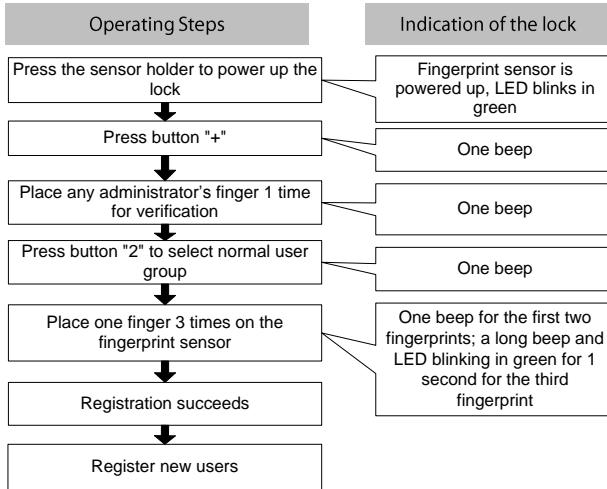 Operating Steps
Indication of the lock
Press the sensor holder to power up the
lock
Fingerprint sensor is
powered up, LED blinks in
green
Press button "+"
One beep
Place any administrator's finger 1 time
for verification
One beep
Press button "2" to select normal user
group
One beep
Place one finger 3 times on the
fingerprint sensor
One beep for the first two
fingerprints; a long beep and
LED blinking in green for 1
second for the third
fingerprint
Registration succeeds
Register new users